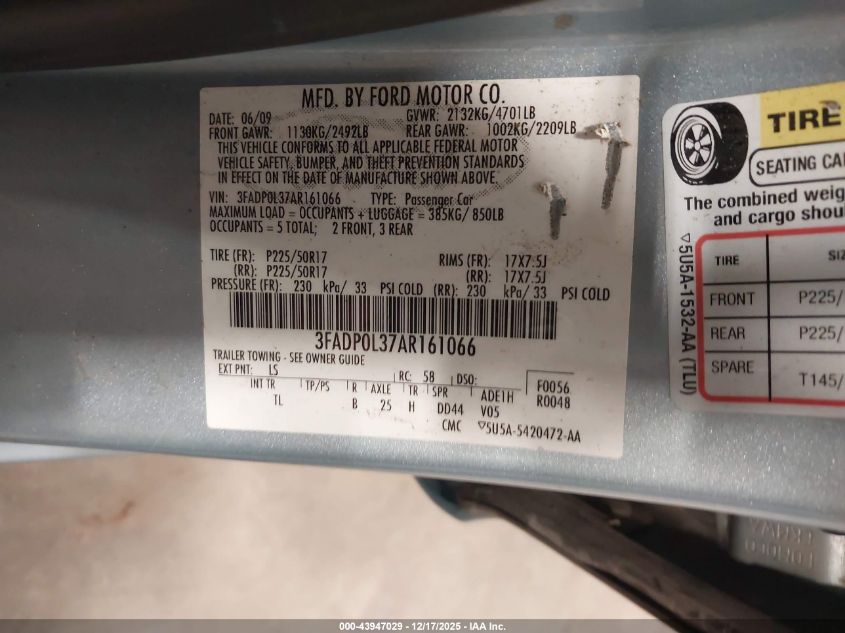 MFD. BY FORD MOTOR CO.
DATE: 06/09 GVWR: 2132KG/4701LB
FRONT GAWR: 1130KG/2492LB REAR GAWR: 1002KG/2209LB
THIS VEHICLE CONFORMS TO ALL APPLICABLE FEDERAL MOTOR
VEHICLE SAFETY, BUMPER, AND THEFT PREVENTION STANDARDS
IN EFFECT ON THE DATE OF MANUFACTURE SHOWN ABOVE.
VIN: 3FADP0L37AR161066 TYPE: Passenger Car
MAXIMUM LOAD = OCCUPANTS + LUGGAGE = 385KG/ 850LB
OCCUPANTS = 5 TOTAL; 2 FRONT, 3 REAR
TIRE (FR): P225/50R17 RIMS (FR): 17X7.5J
(RR): P225/50R17 (RR): 17X7.5J
PRESSURE (FR): 230 kPa/ 33 PSI COLD (RR): 230 kPa/ 33 PSI COLD
3FADP0L37AR161066
TRAILER TOWING - SEE OWNER GUIDE
EXT PNT: LS RC: 58 DSO: F0056
INT TR TP/PS R AXLE TR SPR ADE1H R0048
TL B 25 H DD44 V05
CMC ▽5U5A-5420472-AA
TIRE
SEATING CA
The combined weig
and cargo shou
▽5U5A-1532-AA (TLU)
TIRE SIZ
FRONT P225/
REAR P225/
SPARE T145/
000-43947029 - 12/17/2025 - IAA Inc.